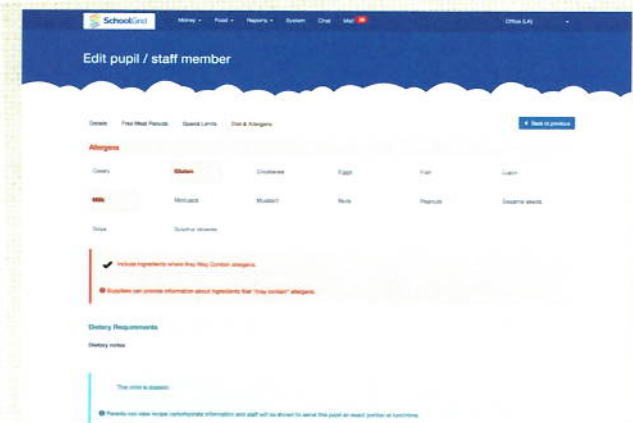 SchoolGrid Money Food Reports System Chat Mail Office (LA)
Edit pupil / staff member
Details Free Meal Periods Spend Limits Diet & Allergens Back to previous
Allergens
Celery Gluten Crustacea Eggs Fish Lupin
Milk Molluscs Mustard Nuts Peanuts Sesame seeds
Soya Sulphur dioxide
Include ingredients where they May Contain allergens.
Suppliers can provide information about ingredients that "may contain" allergens.
Dietary Requirements
Dietary notes
This child is diabetic
Parents can view recipe carbohydrate information and staff will be shown to serve this pupil an exact portion at lunchtime.